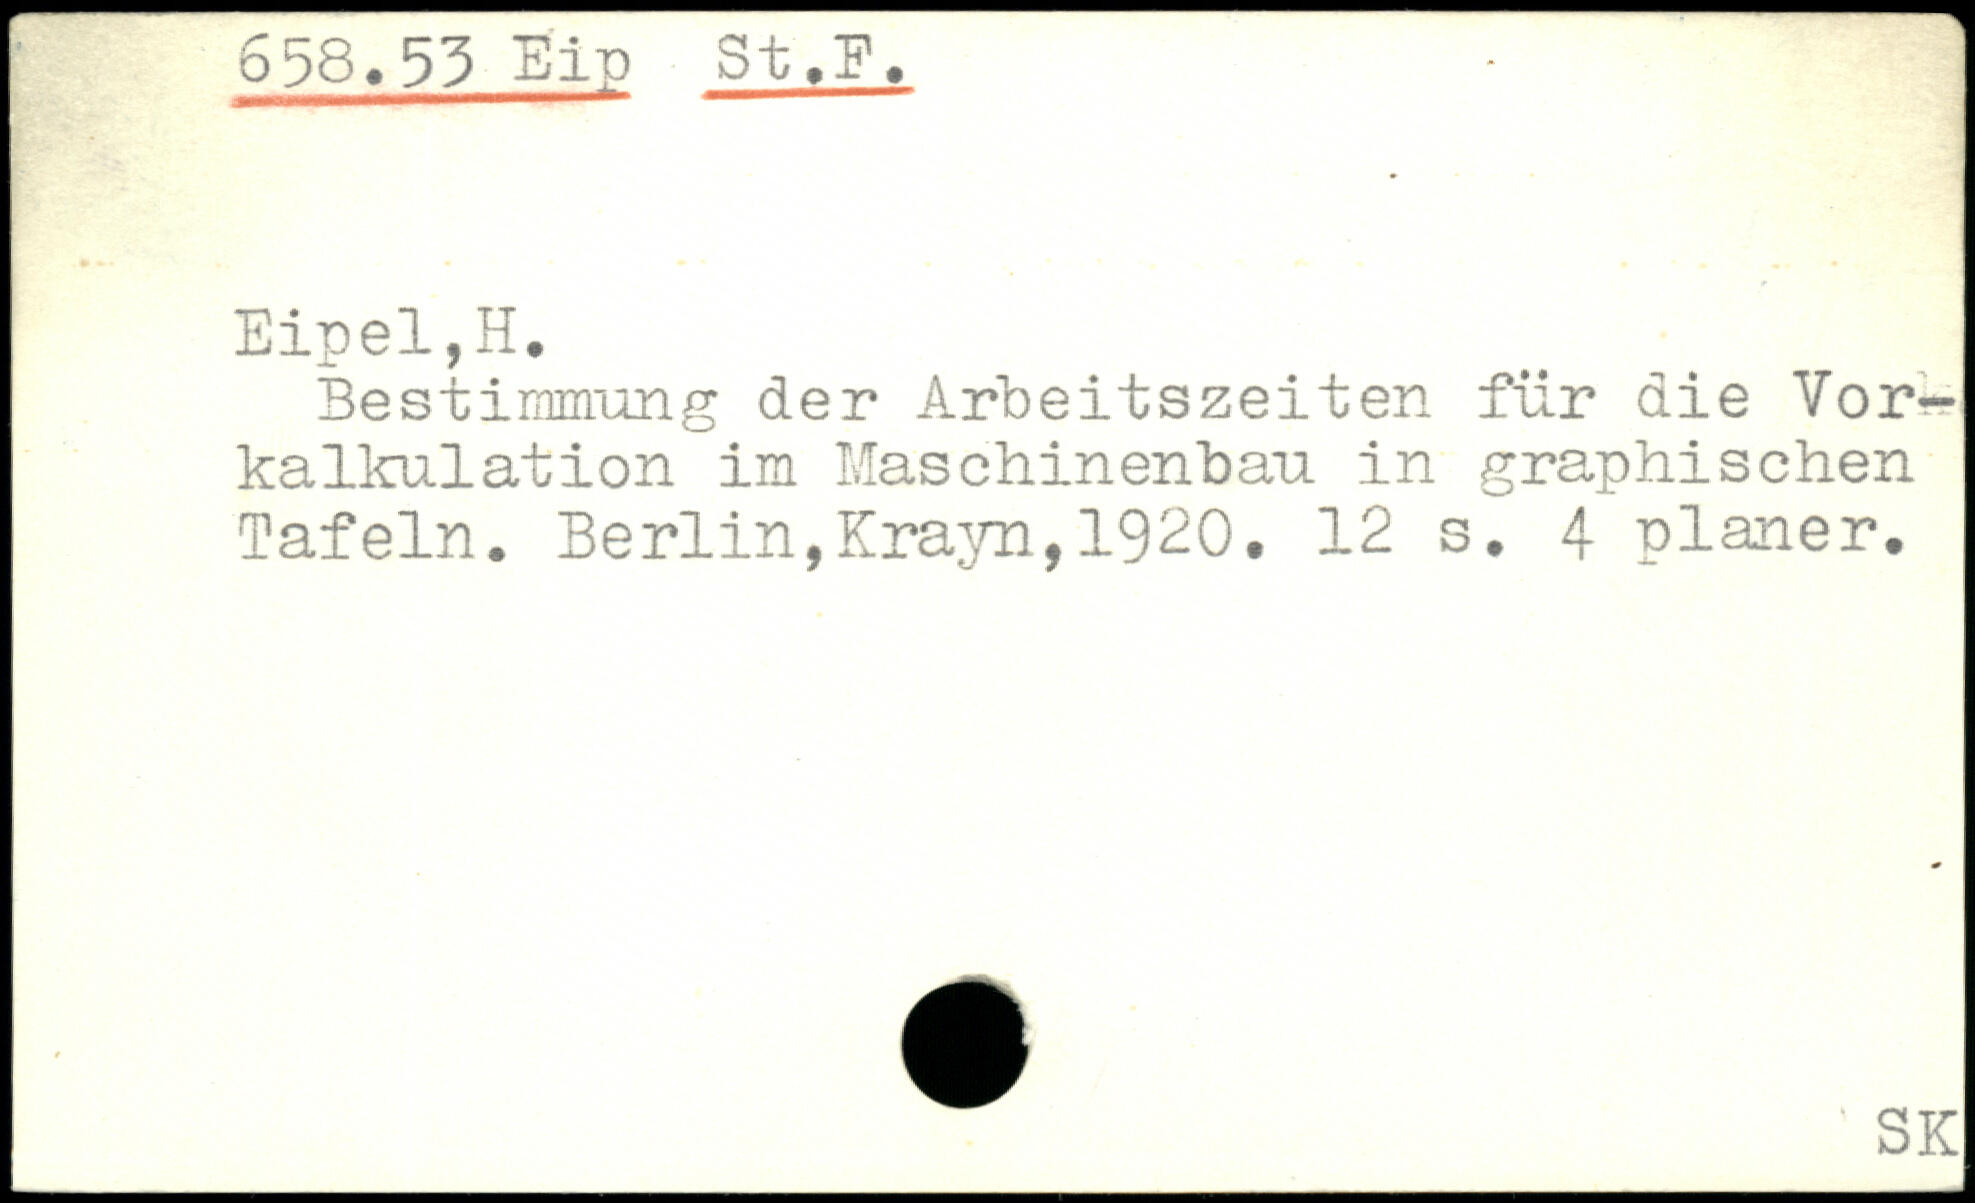 658.53 Eip St.F.
Eipel,H.
Bestimmung der Arbeitszeiten für die Vor-
kalkulation im Maschinenbau in graphischen
Tafeln. Berlin,Krayn,1920. 12 s. 4 planer.
SK